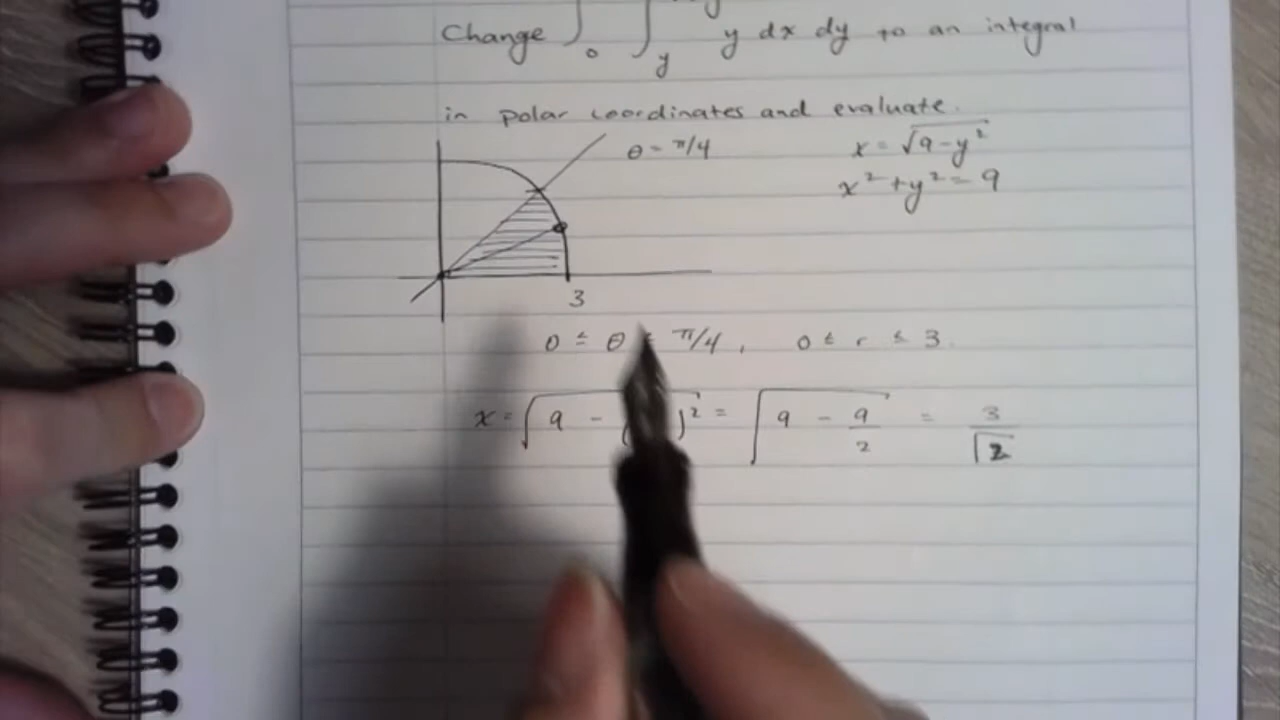 Change ∫₀ ∫_y y dx dy to an integral
in polar coordinates and evaluate.
θ = π/4
x = √(9-y²)
x² + y² = 9
3
0 ≤ θ ≤ π/4, 0 ≤ r ≤ 3.
x = √(9 - ( )² = √(9 - 9/2) = 3/√2